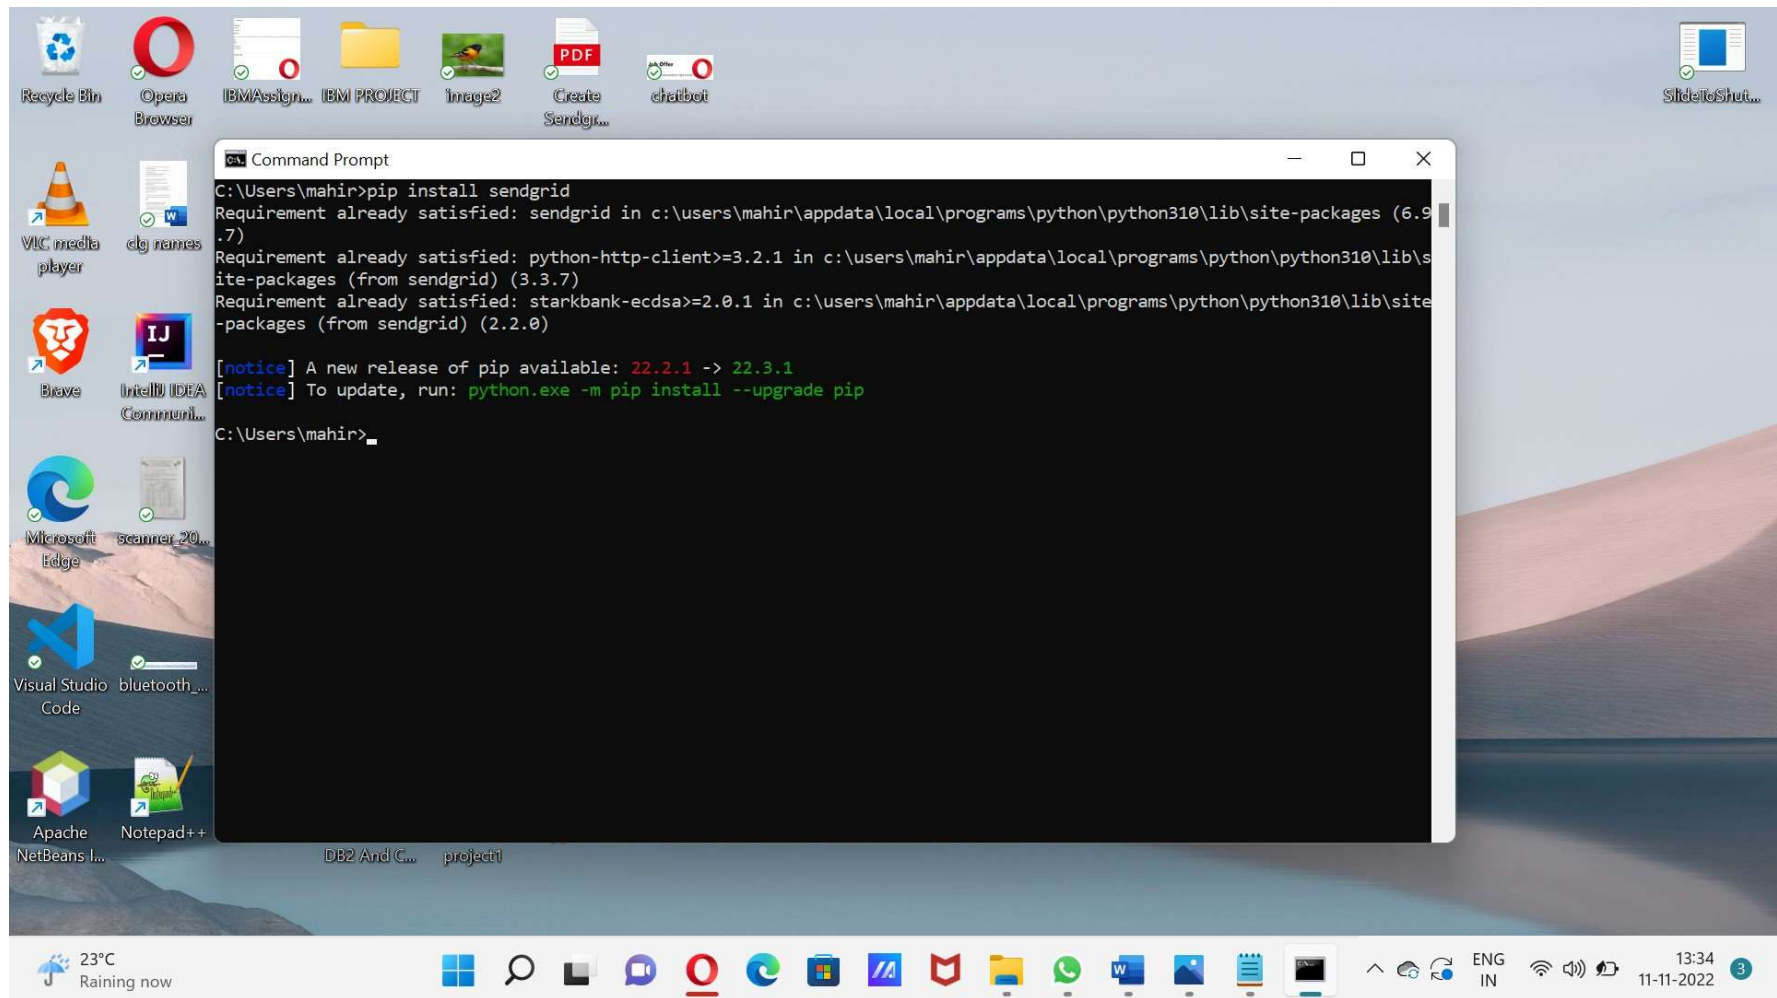 Recycle Bin
Opera
Browser
IBMAssign...
IBM PROJECT
image2
PDF
Create
Sendgr...
Job Offer
chatbot
SlideToShut...
VLC media
player
W
clg names
Brave
IJ
IntelliJ IDEA
Communi...
Microsoft
Edge
scanner_20...
Visual Studio
Code
bluetooth_...
Apache
NetBeans I...
Notepad++
DB2 And C...
project1
C:\. Command Prompt
C:\Users\mahir>pip install sendgrid
Requirement already satisfied: sendgrid in c:\users\mahir\appdata\local\programs\python\python310\lib\site-packages (6.9
.7)
Requirement already satisfied: python-http-client>=3.2.1 in c:\users\mahir\appdata\local\programs\python\python310\lib\s
ite-packages (from sendgrid) (3.3.7)
Requirement already satisfied: starkbank-ecdsa>=2.0.1 in c:\users\mahir\appdata\local\programs\python\python310\lib\site
-packages (from sendgrid) (2.2.0)
[notice] A new release of pip available: 22.2.1 -> 22.3.1
[notice] To update, run: python.exe -m pip install --upgrade pip
C:\Users\mahir>_
23°C
Raining now
W
ENG
IN
13:34
11-11-2022
3